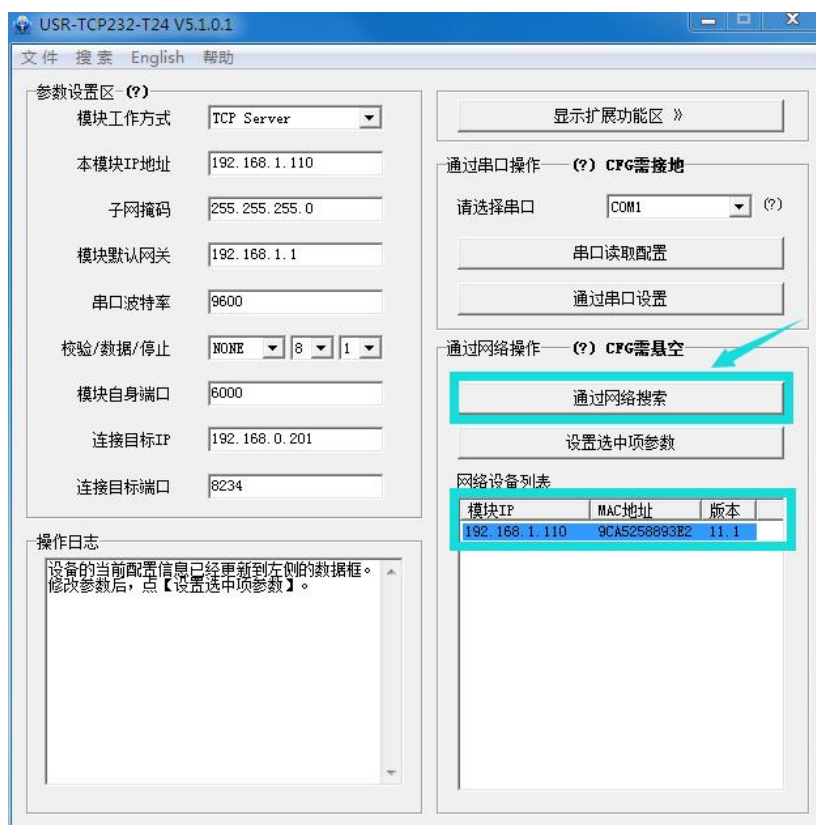 USR-TCP232-T24 V5.1.0.1
文件 搜索 English 帮助
参数设置区 (?)
模块工作方式 TCP Server
本模块IP地址 192.168.1.110
子网掩码 255.255.255.0
模块默认网关 192.168.1.1
串口波特率 9600
校验/数据/停止 NONE 8 1
模块自身端口 6000
连接目标IP 192.168.0.201
连接目标端口 8234
操作日志
设备的当前配置信息已经更新到左侧的数据框。
修改参数后,点【设置选中项参数】。
显示扩展功能区 》
通过串口操作 (?) CFG需接地
请选择串口 COM1 (?)
串口读取配置
通过串口设置
通过网络操作 (?) CFG需悬空
通过网络搜索
设置选中项参数
网络设备列表
模块IP MAC地址 版本
192.168.1.110 9CA5258893E2 11.1